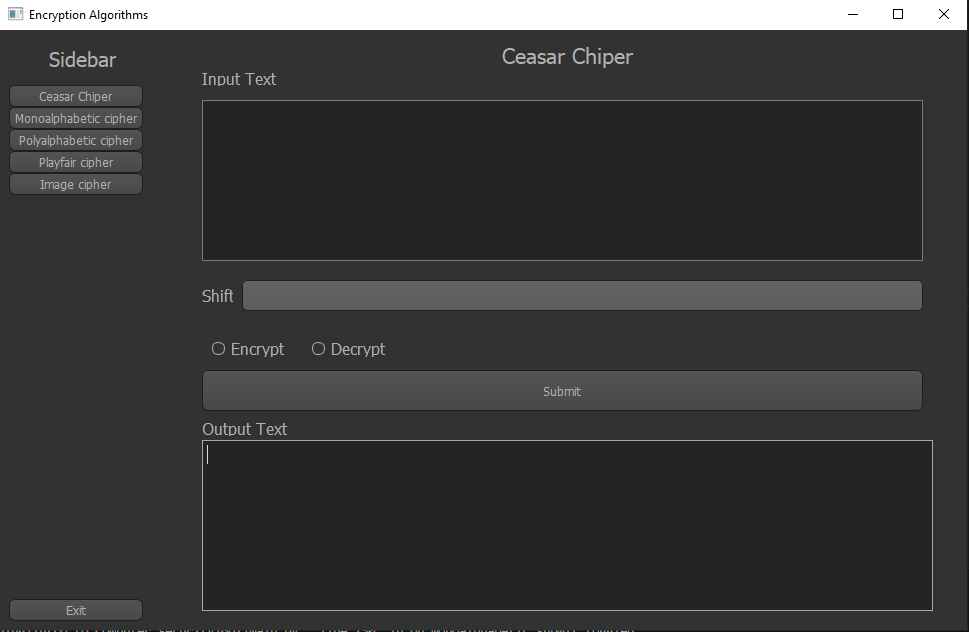 Encryption Algorithms
Sidebar
Ceasar Chiper
Monoalphabetic cipher
Polyalphabetic cipher
Playfair cipher
Image cipher
Exit
Ceasar Chiper
Input Text
Shift
Encrypt Decrypt
Submit
Output Text